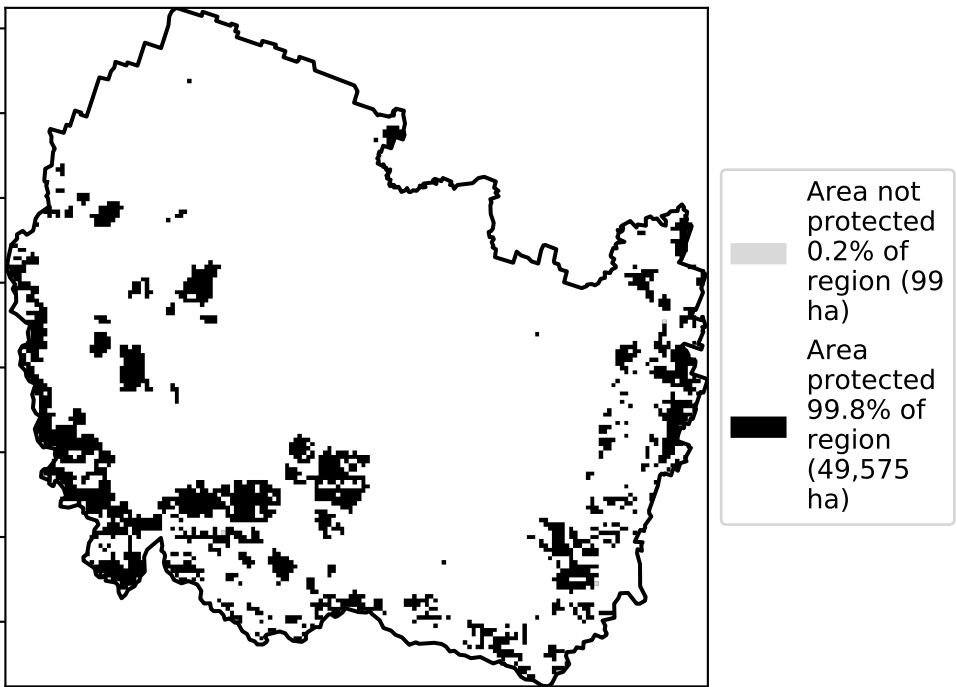 Area not
protected
0.2% of
region (99
ha)
Area
protected
99.8% of
region
(49,575
ha)